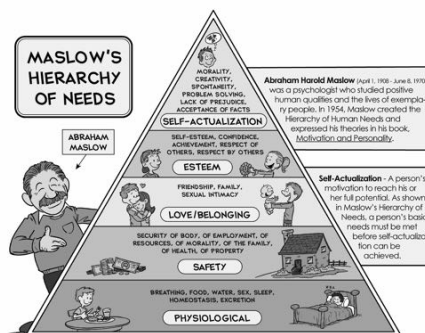 MASLOW'S
HIERARCHY
OF NEEDS
ABRAHAM
MASLOW
MORALITY,
CREATIVITY,
SPONTANEITY,
PROBLEM SOLVING,
LACK OF PREJUDICE,
ACCEPTANCE OF FACTS
SELF-ACTUALIZATION
SELF-ESTEEM, CONFIDENCE,
ACHIEVEMENT, RESPECT OF
OTHERS, RESPECT BY OTHERS
ESTEEM
FRIENDSHIP, FAMILY,
SEXUAL INTIMACY
LOVE/BELONGING
SECURITY OF BODY, OF EMPLOYMENT, OF
RESOURCES, OF MORALITY, OF THE FAMILY,
OF HEALTH, OF PROPERTY
SAFETY
BREATHING, FOOD, WATER, SEX, SLEEP,
HOMEOSTASIS, EXCRETION
PHYSIOLOGICAL
Abraham Harold Maslow (April 1, 1908 - June 8, 1970
was a psychologist who studied positive
human qualities and the lives of exempla-
ry people. In 1954, Maslow created the
Hierarchy of Human Needs and
expressed his theories in his book,
Motivation and Personality.
Self-Actualization - A person's
motivation to reach his or
her full potential. As shown
in Maslow's Hierarchy of
Needs, a person's basic
needs must be met
before self-actualiza
tion can be
achieved.